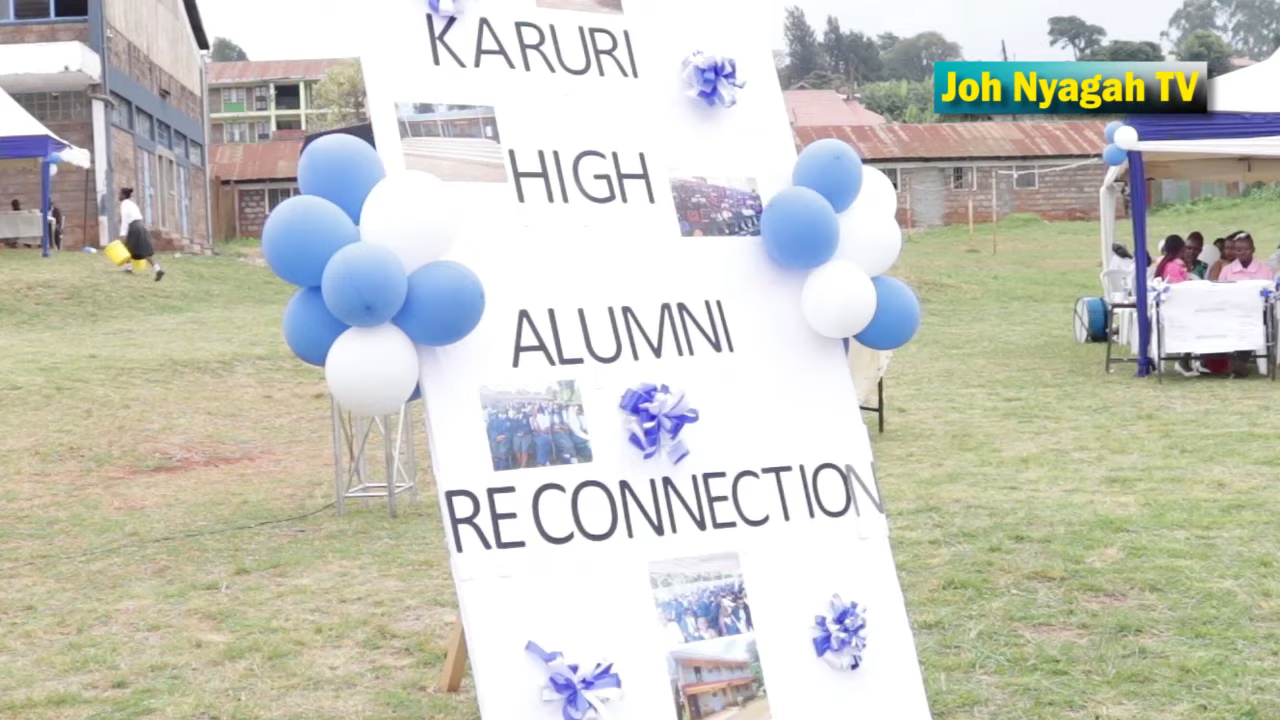 KARURI
Joh Nyagah TV
HIGH
ALUMNI
RECONNECTION